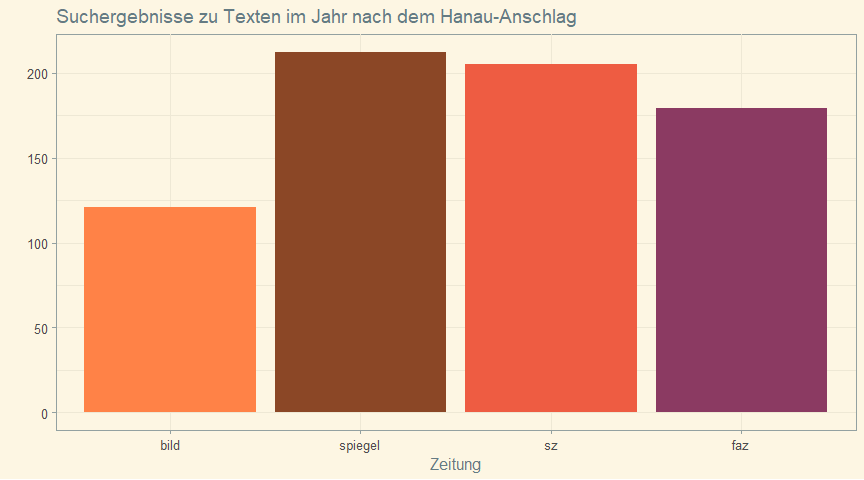 Suchergebnisse zu Texten im Jahr nach dem Hanau-Anschlag
200
150
100
50
0
bild spiegel sz faz
Zeitung